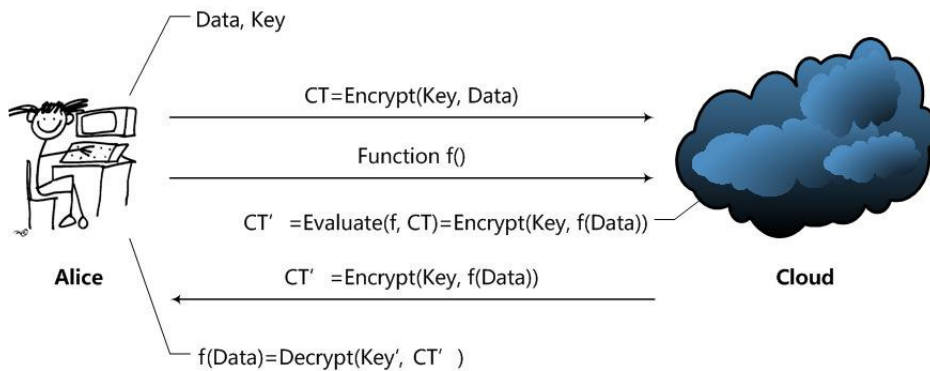 Data, Key
CT=Encrypt(Key, Data)
Function f()
CT′ =Evaluate(f, CT)=Encrypt(Key, f(Data))
Alice
Cloud
CT′ =Encrypt(Key, f(Data))
f(Data)=Decrypt(Key′, CT′ )